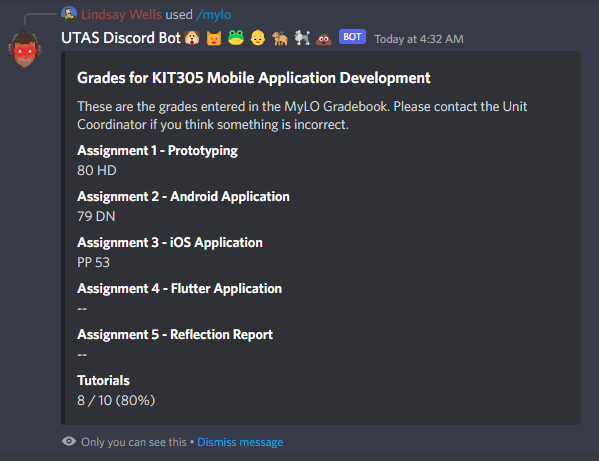 Lindsay Wells used /mylo
UTAS Discord Bot BOT Today at 4:32 AM
Grades for KIT305 Mobile Application Development
These are the grades entered in the MyLO Gradebook. Please contact the Unit
Coordinator if you think something is incorrect.
Assignment 1 - Prototyping
80 HD
Assignment 2 - Android Application
79 DN
Assignment 3 - iOS Application
PP 53
Assignment 4 - Flutter Application
--
Assignment 5 - Reflection Report
--
Tutorials
8 / 10 (80%)
Only you can see this • Dismiss message